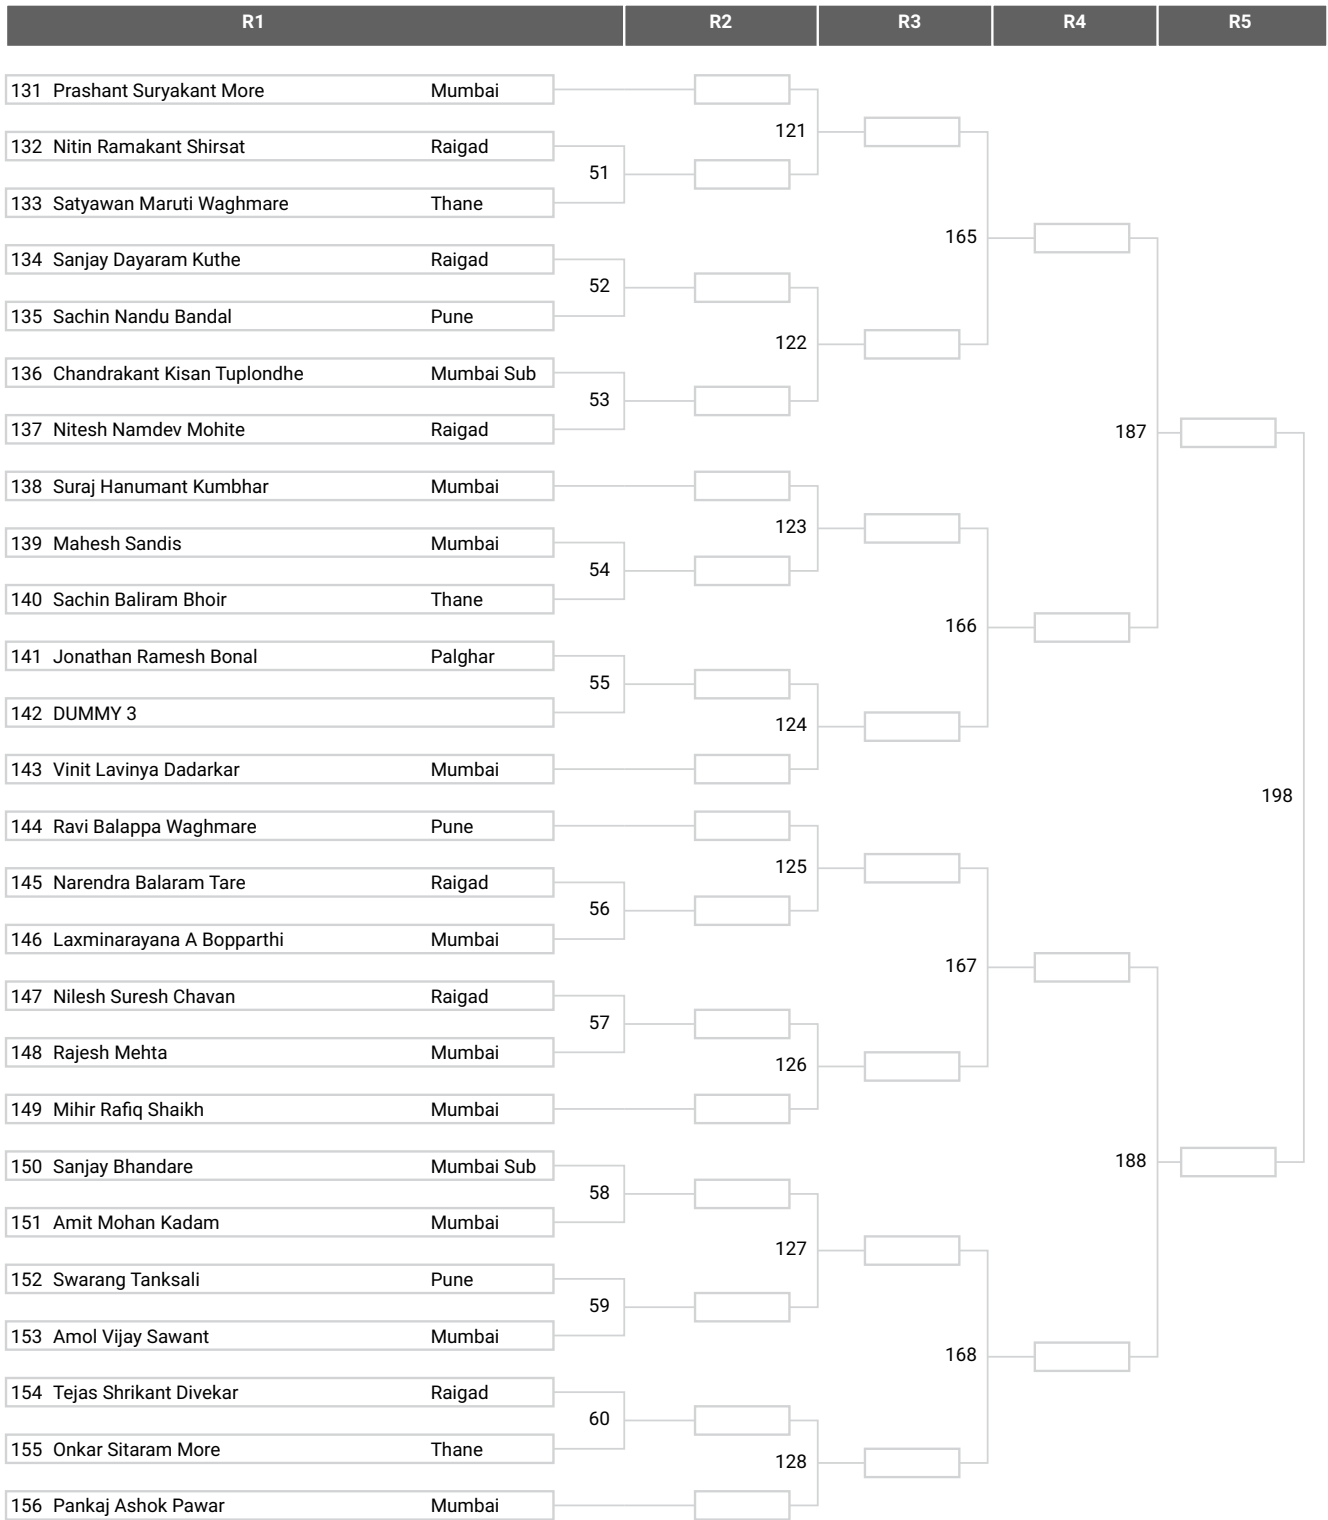 R1 R2 R3 R4 R5
131 Prashant Suryakant More Mumbai
121
132 Nitin Ramakant Shirsat Raigad
51
133 Satyawan Maruti Waghmare Thane
165
134 Sanjay Dayaram Kuthe Raigad
52
135 Sachin Nandu Bandal Pune
122
136 Chandrakant Kisan Tuplondhe Mumbai Sub
53
137 Nitesh Namdev Mohite Raigad
187
138 Suraj Hanumant Kumbhar Mumbai
123
139 Mahesh Sandis Mumbai
54
140 Sachin Baliram Bhoir Thane
166
141 Jonathan Ramesh Bonal Palghar
55
142 DUMMY 3
124
143 Vinit Lavinya Dadarkar Mumbai
198
144 Ravi Balappa Waghmare Pune
125
145 Narendra Balaram Tare Raigad
56
146 Laxminarayana A Bopparthi Mumbai
167
147 Nilesh Suresh Chavan Raigad
57
148 Rajesh Mehta Mumbai
126
149 Mihir Rafiq Shaikh Mumbai
188
150 Sanjay Bhandare Mumbai Sub
58
151 Amit Mohan Kadam Mumbai
127
152 Swarang Tanksali Pune
59
153 Amol Vijay Sawant Mumbai
168
154 Tejas Shrikant Divekar Raigad
60
155 Onkar Sitaram More Thane
128
156 Pankaj Ashok Pawar Mumbai